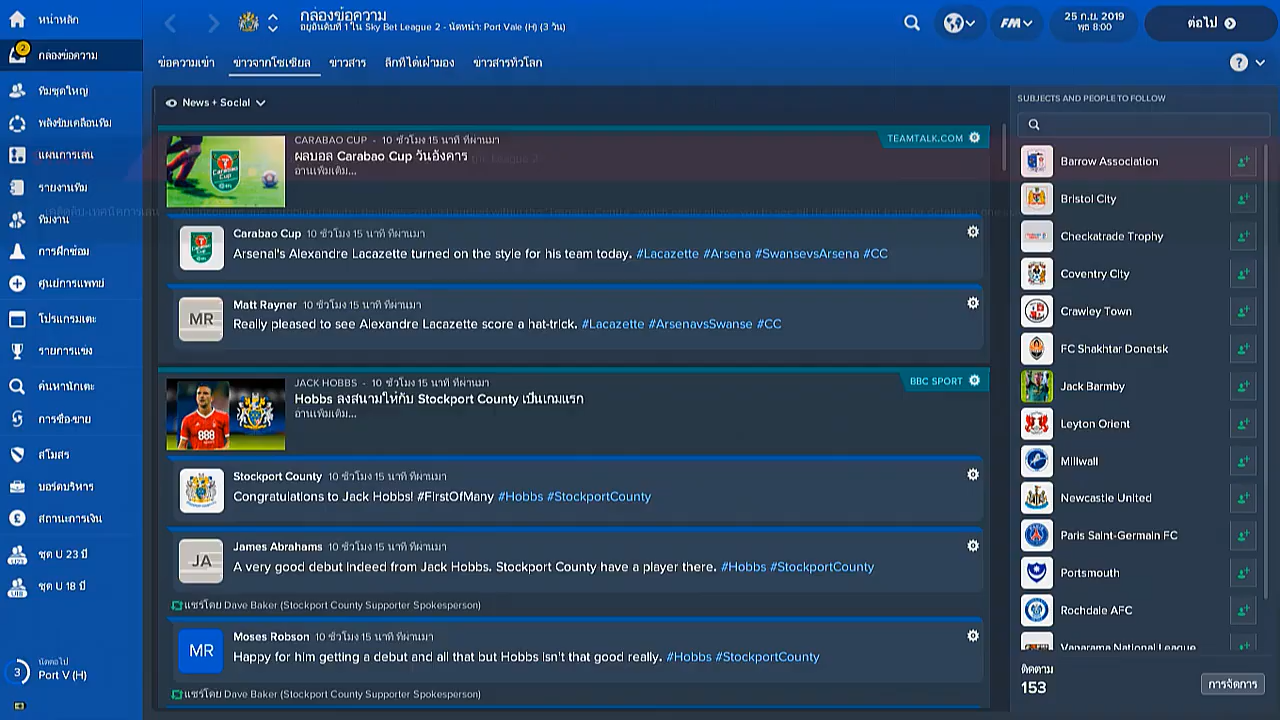 หน้าหลัก
กล่องข้อความ
อยู่อันดับที่ 1 ใน Sky Bet League 2 - นัดหน้า: Port Vale (H) (3 วัน)
FM
25 ก.ย. 2019
พุธ 8:00
ต่อไป
2
กล่องข้อความ
ข้อความเข้า
ข่าวจากโซเชียล
ข่าวสาร
ลีกที่ได้เฝ้ามอง
ข่าวสารทั่วโลก
?
ทีมชุดใหญ่
พลังขับเคลื่อนทีม
แผนการเล่น
รายงานทีม
ทีมงาน
การฝึกซ้อม
ศูนย์การแพทย์
โปรแกรมเตะ
รายการแข่ง
ค้นหานักเตะ
การซื้อ-ขาย
สโมสร
บอร์ดบริหาร
สถานะการเงิน
ชุด U 23 ปี
ชุด U 18 ปี
3
นัดต่อไป
Port V (H)
News + Social
CARABAO CUP - 10 ชั่วโมง 15 นาที ที่ผ่านมา
TEAMTALK.COM
ผลบอล Carabao Cup วันอังคาร
อ่านเพิ่มเติม...
Carabao Cup 10 ชั่วโมง 15 นาที ที่ผ่านมา
Arsenal's Alexandre Lacazette turned on the style for his team today. #Lacazette #Arsena #SwansevsArsena #CC
MR
Matt Rayner 10 ชั่วโมง 15 นาที ที่ผ่านมา
Really pleased to see Alexandre Lacazette score a hat-trick. #Lacazette #ArsenavsSwanse #CC
JACK HOBBS - 10 ชั่วโมง 15 นาที ที่ผ่านมา
BBC SPORT
Hobbs ลงสนามให้กับ Stockport County เป็นเกมแรก
อ่านเพิ่มเติม...
888
Stockport County 10 ชั่วโมง 15 นาที ที่ผ่านมา
Congratulations to Jack Hobbs! #FirstOfMany #Hobbs #StockportCounty
JA
James Abrahams 10 ชั่วโมง 15 นาที ที่ผ่านมา
A very good debut indeed from Jack Hobbs. Stockport County have a player there. #Hobbs #StockportCounty
แชร์โดย Dave Baker (Stockport County Supporter Spokesperson)
MR
Moses Robson 10 ชั่วโมง 15 นาที ที่ผ่านมา
Happy for him getting a debut and all that but Hobbs isn't that good really. #Hobbs #StockportCounty
แชร์โดย Dave Baker (Stockport County Supporter Spokesperson)
SUBJECTS AND PEOPLE TO FOLLOW
Barrow Association
Bristol City
Checkatrade Trophy
Coventry City
Crawley Town
FC Shakhtar Donetsk
Jack Barmby
Leyton Orient
Millwall
Newcastle United
Paris Saint-Germain FC
Portsmouth
Rochdale AFC
Vanarama National League
ติดตาม
153
การจัดการ